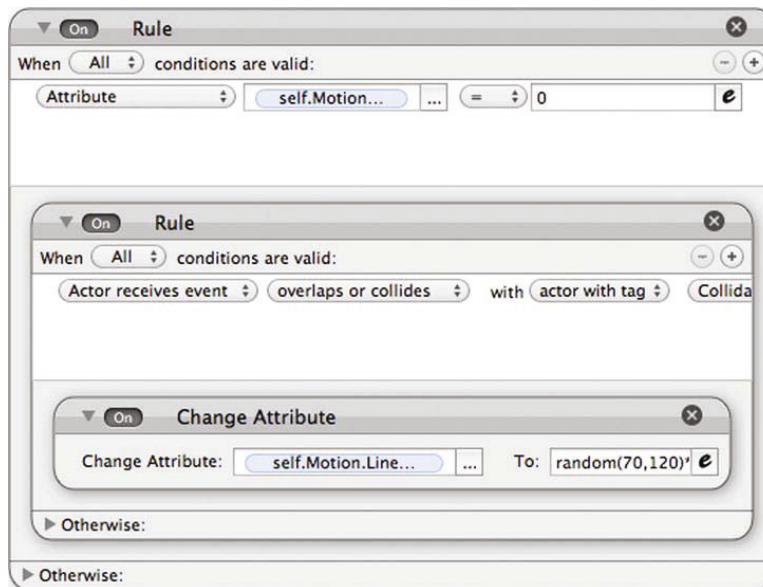 On Rule
When All conditions are valid:
Attribute self.Motion... ... = 0 e
On Rule
When All conditions are valid:
Actor receives event overlaps or collides with actor with tag Collida
On Change Attribute
Change Attribute: self.Motion.Line... ... To: random(70,120)* e
Otherwise:
Otherwise: